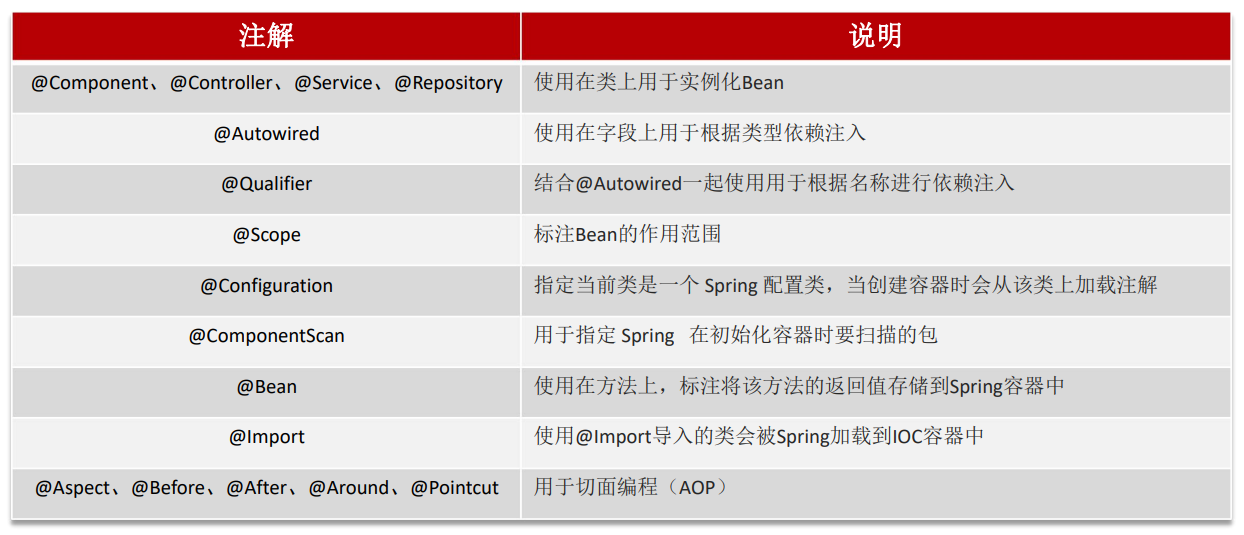 注解 说明
@Component、@Controller、@Service、@Repository 使用在类上用于实例化Bean
@Autowired 使用在字段上用于根据类型依赖注入
@Qualifier 结合@Autowired一起使用用于根据名称进行依赖注入
@Scope 标注Bean的作用范围
@Configuration 指定当前类是一个 Spring 配置类，当创建容器时会从该类上加载注解
@ComponentScan 用于指定 Spring 在初始化容器时要扫描的包
@Bean 使用在方法上，标注将该方法的返回值存储到Spring容器中
@Import 使用@Import导入的类会被Spring加载到IOC容器中
@Aspect、@Before、@After、@Around、@Pointcut 用于切面编程（AOP）